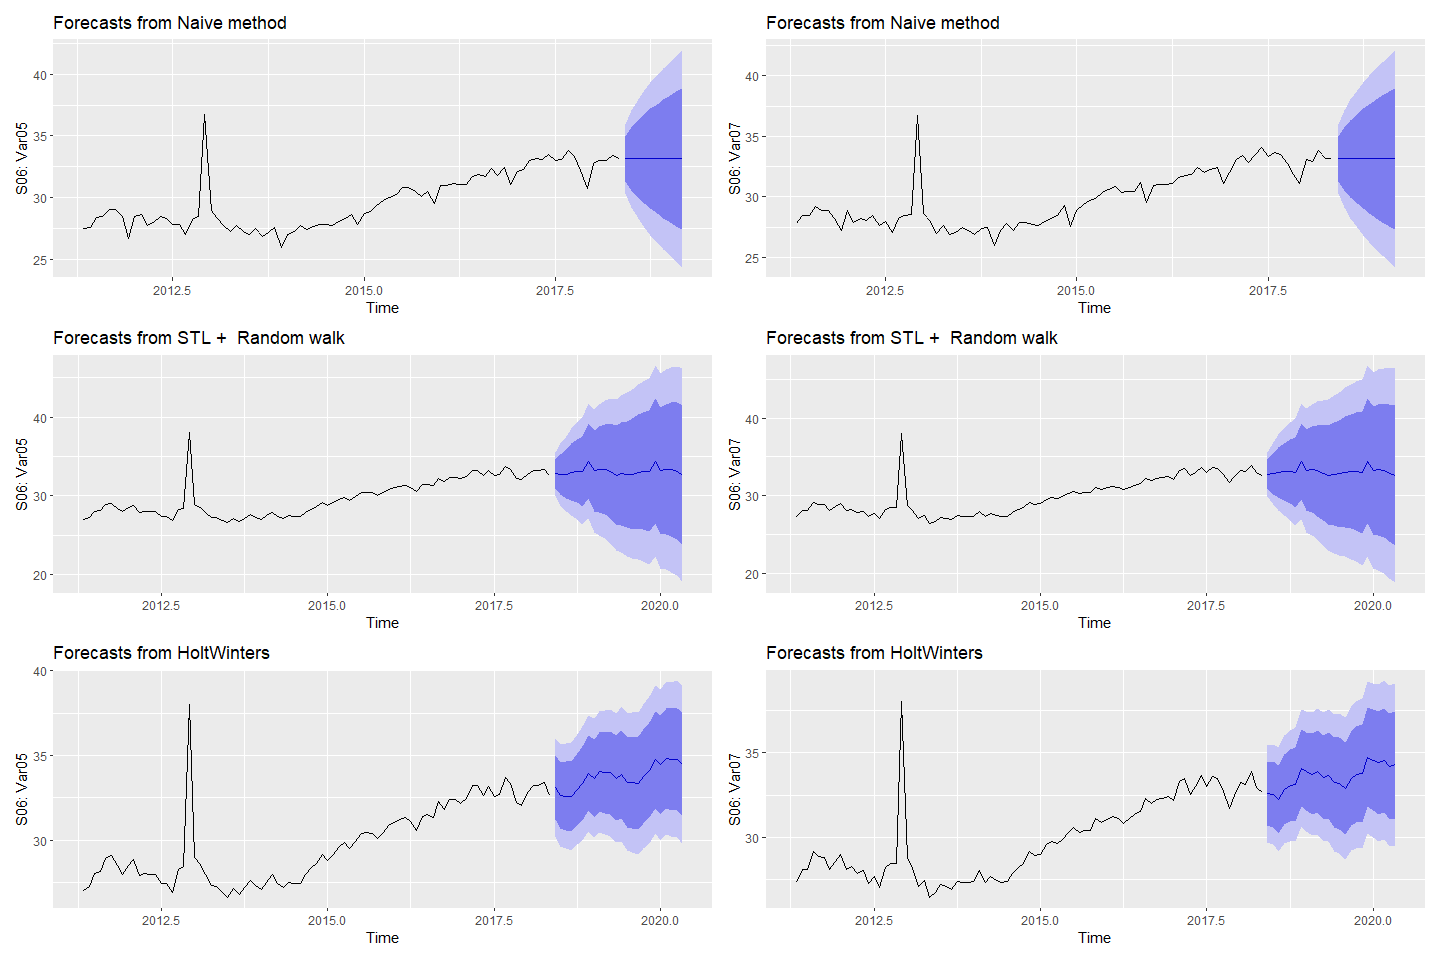 Forecasts from Naive method
S06: Var05
40
35
30
25
2012.5 2015.0 2017.5
Time
Forecasts from Naive method
S06: Var07
40
35
30
25
2012.5 2015.0 2017.5
Time
Forecasts from STL +  Random walk
S06: Var05
40
30
20
2012.5 2015.0 2017.5 2020.0
Time
Forecasts from STL +  Random walk
S06: Var07
40
30
20
2012.5 2015.0 2017.5 2020.0
Time
Forecasts from HoltWinters
S06: Var05
40
35
30
2012.5 2015.0 2017.5 2020.0
Time
Forecasts from HoltWinters
S06: Var07
35
30
2012.5 2015.0 2017.5 2020.0
Time